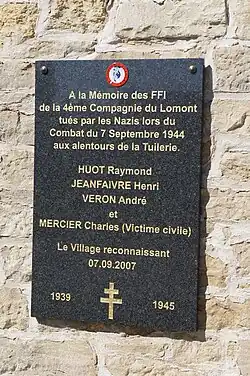 A la Mémoire des FFI
de la 4ème Compagnie du Lomont
tués par les Nazis lors du
Combat du 7 Septembre 1944
aux alentours de la Tuilerie.
HUOT Raymond
JEANFAIVRE Henri
VERON André
et
MERCIER Charles (Victime civile)
Le Village reconnaissant
07.09.2007
1939 1945